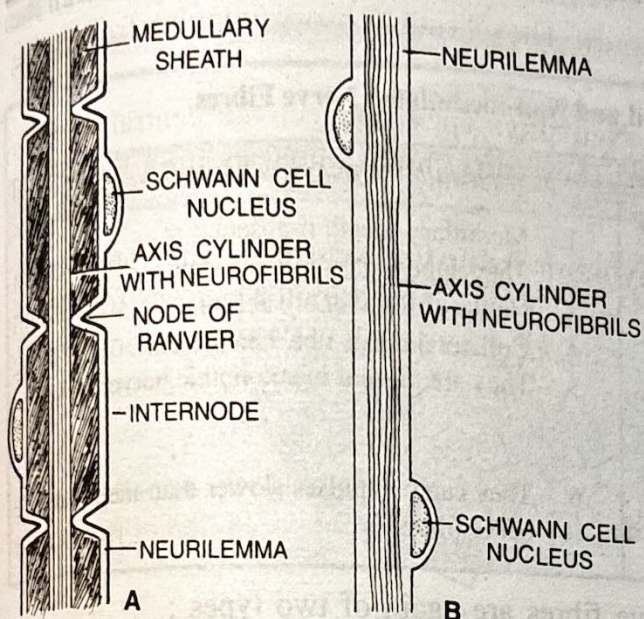 MEDULLARY
SHEATH
SCHWANN CELL
NUCLEUS
AXIS CYLINDER
WITH NEUROFIBRILS
NODE OF
RANVIER
INTERNODE
NEURILEMMA
A
NEURILEMMA
AXIS CYLINDER
WITH NEUROFIBRILS
SCHWANN CELL
NUCLEUS
B